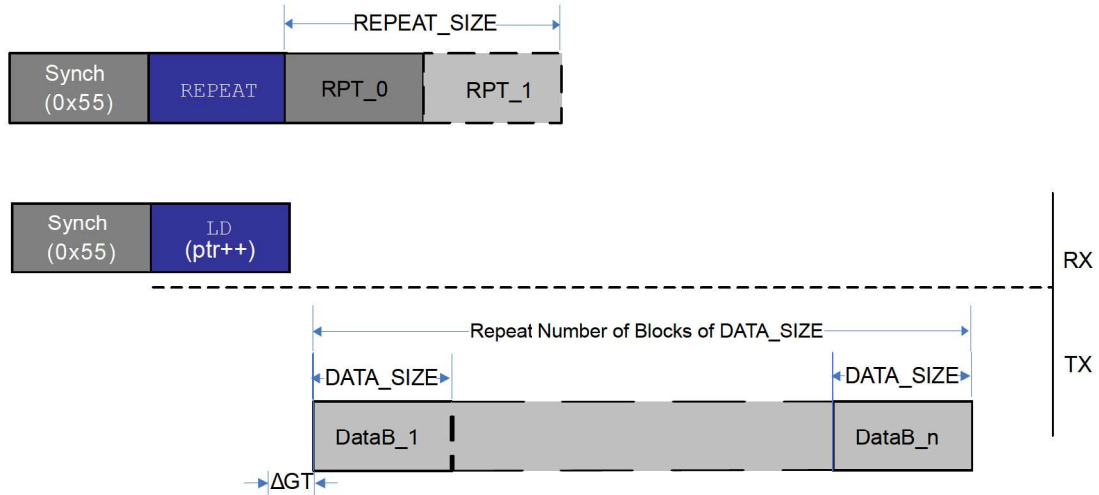 REPEAT_SIZE
Synch
(0x55)
REPEAT
RPT_0
RPT_1
Synch
(0x55)
LD
(ptr++)
RX
Repeat Number of Blocks of DATA_SIZE
TX
DATA_SIZE
DATA_SIZE
DataB_1
DataB_n
ΔGT